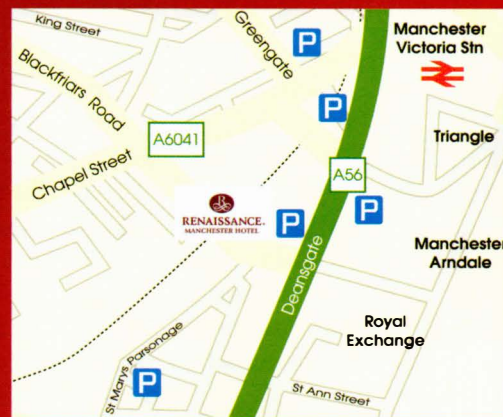 King Street
Greengate
P
Manchester
Victoria Stn
Blackfriars Road
P
A6041
Triangle
Chapel Street
A56
RENAISSANCE
MANCHESTER HOTEL
P
P
Manchester
Arndale
Deansgate
Royal
Exchange
St Marys Parsonage
P
St Ann Street